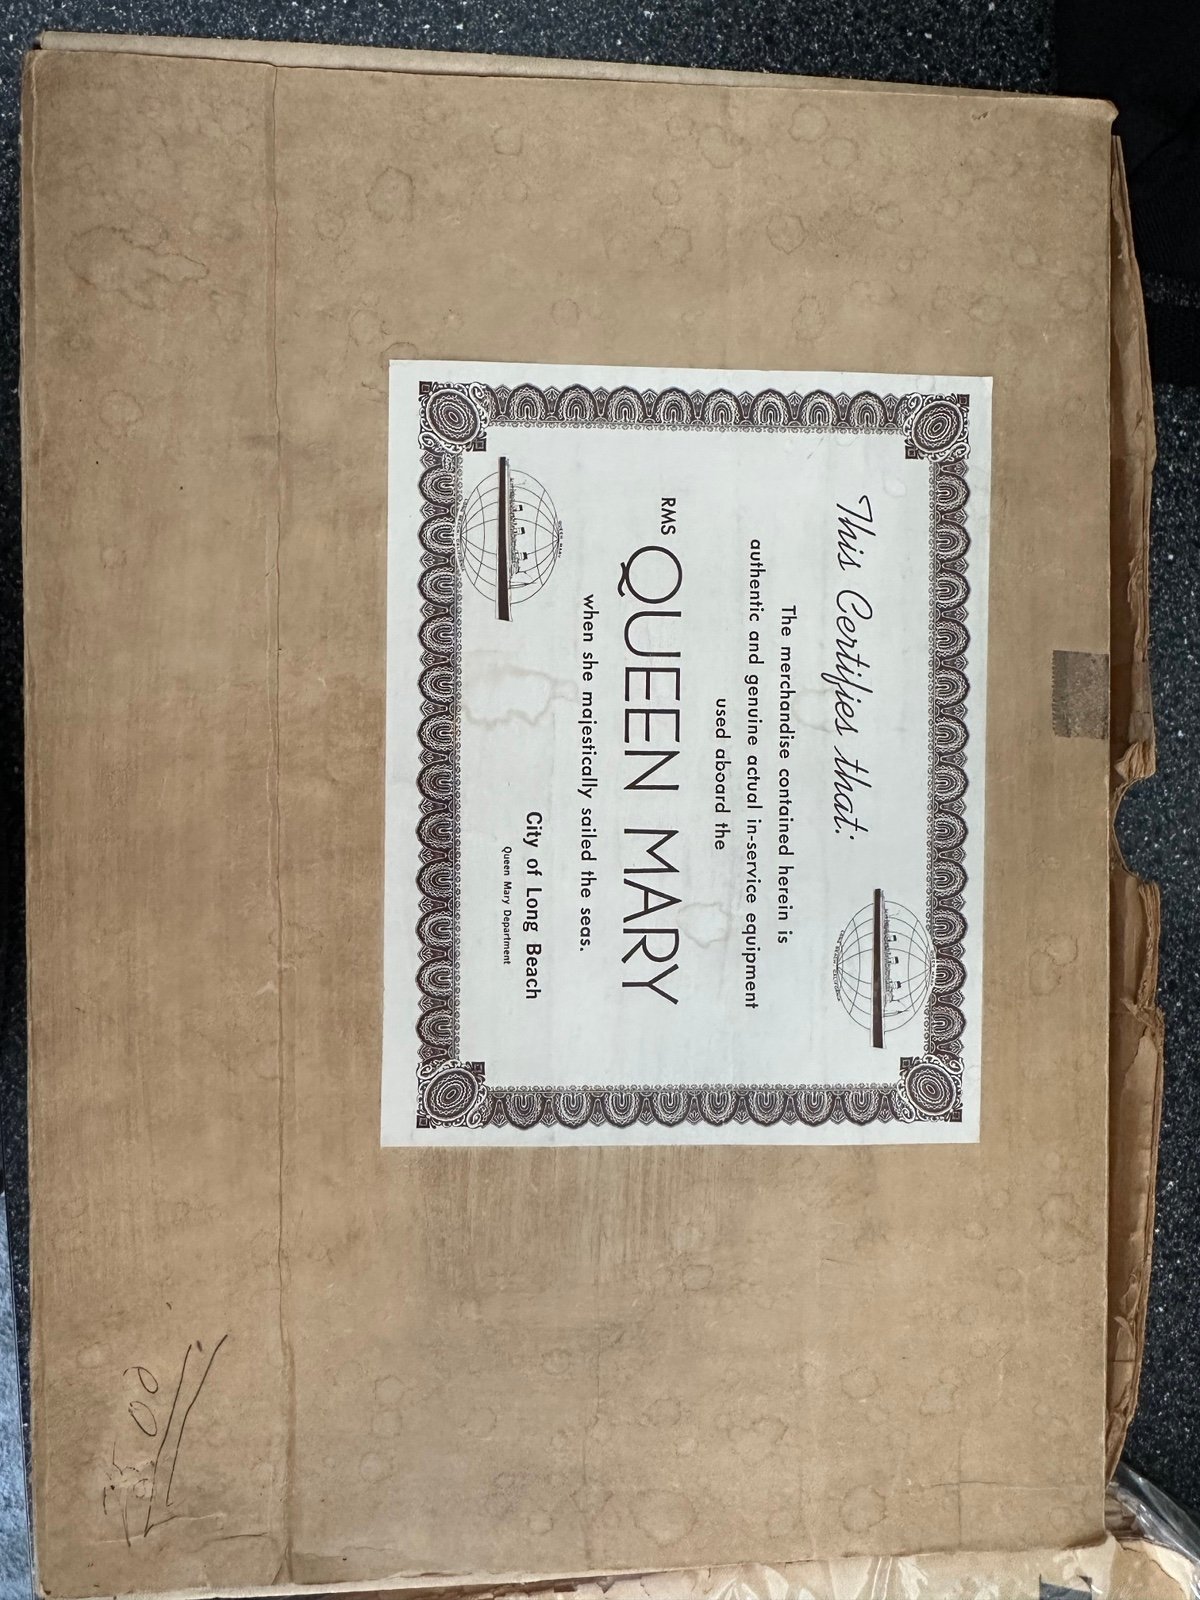 This Certifies that:
The merchandise contained herein is
authentic and genuine actual in-service equipment
used aboard the
RMS QUEEN MARY
when she majestically sailed the seas.
City of Long Beach
Queen Mary Department